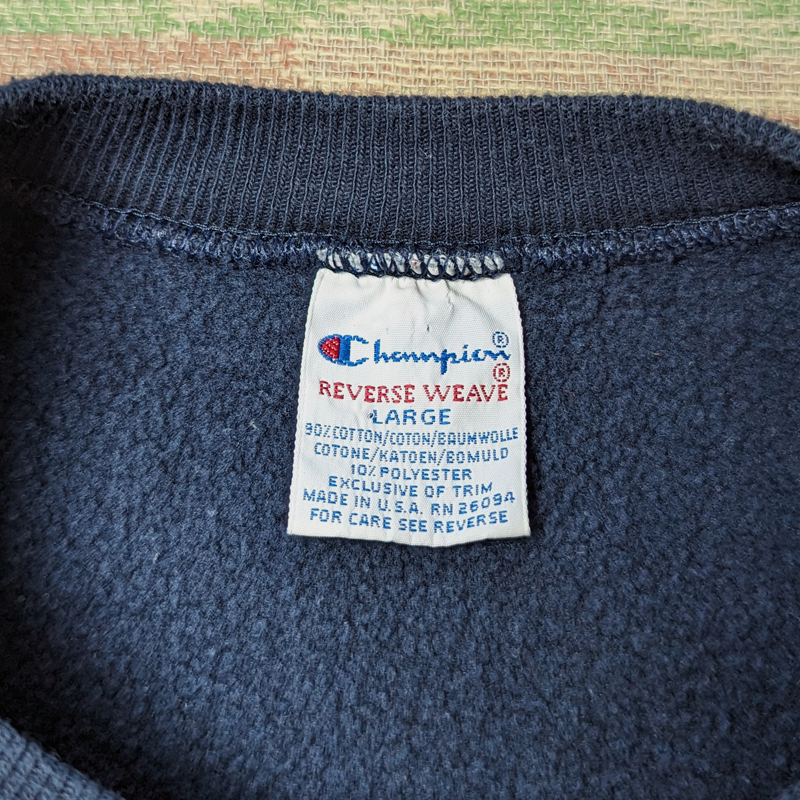 Champion®
REVERSE WEAVE®
LARGE
90% COTTON/COTON/BAUMWOLLE
COTONE/KATOEN/BOMULD
10% POLYESTER
EXCLUSIVE OF TRIM
MADE IN U.S.A. RN 26094
FOR CARE SEE REVERSE